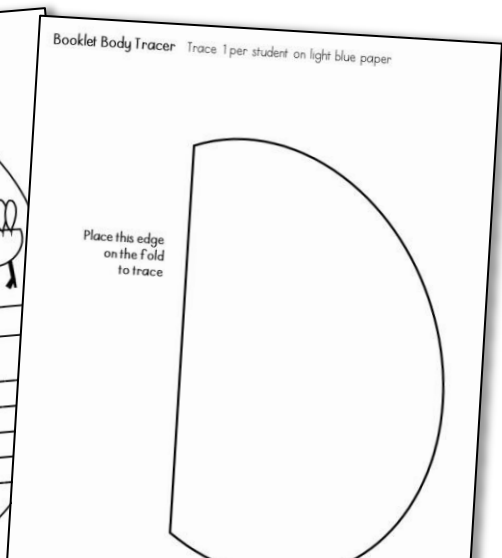 Booklet Body Tracer Trace 1 per student on light blue paper
Place this edge
on the fold
to trace